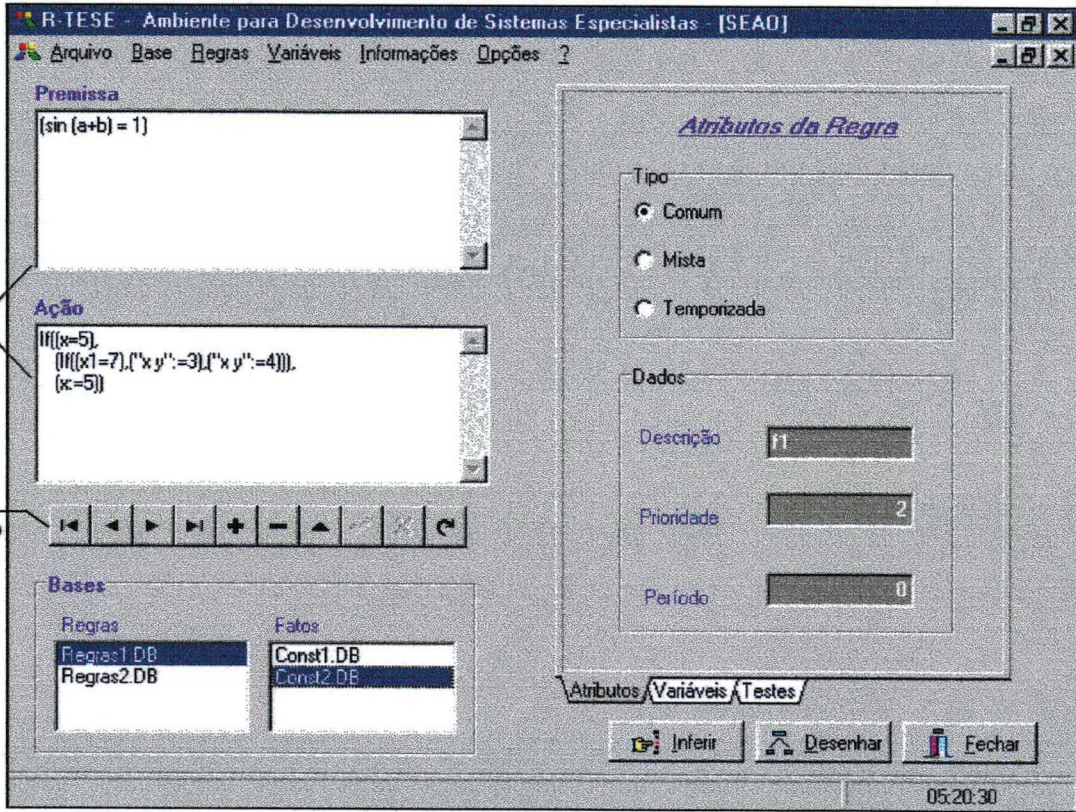 R-TESE - Ambiente para Desenvolvimento de Sistemas Especialistas - [SEAO]
Arquivo Base Regras Variáveis Informações Opções ?
Premissa
(sin (a+b) = 1)
Ação
If((x=5),
(If((x1=7),("x y":=3),("x y":=4))),
(x:=5))
Bases
Regras Fatos
Regras1.DB Const1.DB
Regras2.DB Const2.DB
Atributos da Regra
Tipo
Comum
Mista
Temporizada
Dados
Descrição f1
Prioridade 2
Período 0
Atributos Variáveis Testes
Inferir Desenhar Fechar
05:20:30